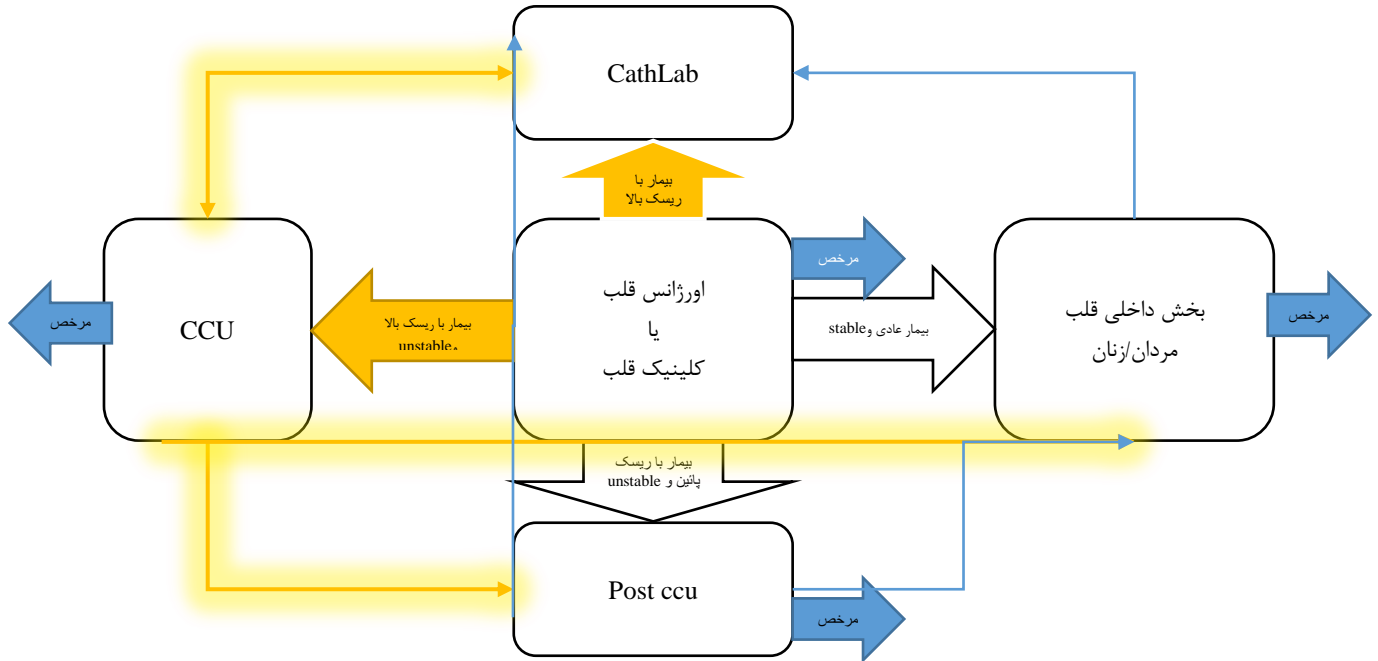 CathLab
بیمار با
ریسک بالا
مرخص
CCU
بیمار با ریسک بالا
وunstable
اورژانس قلب
یا
کلینیک قلب
مرخص
بیمار عادی وstable
بخش داخلی قلب
مردان/زنان
مرخص
بیمار با ریسک
پائین و unstable
Post ccu
مرخص